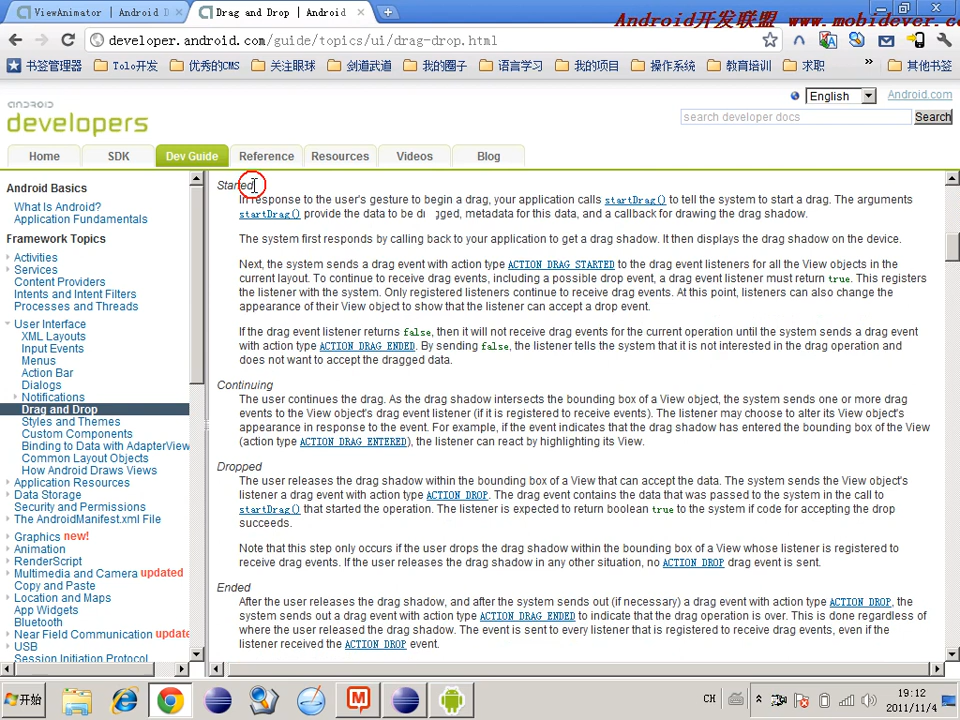 ViewAnimator | Android D
Drag and Drop | Android
Android开发联盟 www.mobidever.co
developer.android.com/guide/topics/ui/drag-drop.html
书签管理器 Tolo开发 优秀的CMS 关注眼球 剑道武道 我的圈子 语言学习 我的项目 操作系统 教育培训 求职 » 其他书签
English Android.com
android
developers
search developer docs Search
Home SDK Dev Guide Reference Resources Videos Blog
Android Basics
What Is Android?
Application Fundamentals
Framework Topics
Activities
Services
Content Providers
Intents and Intent Filters
Processes and Threads
User Interface
XML Layouts
Input Events
Menus
Action Bar
Dialogs
Notifications
Drag and Drop
Styles and Themes
Custom Components
Binding to Data with AdapterView
Common Layout Objects
How Android Draws Views
Application Resources
Data Storage
Security and Permissions
The AndroidManifest.xml File
Graphics new!
Animation
RenderScript
Multimedia and Camera updated
Copy and Paste
Location and Maps
App Widgets
Bluetooth
Near Field Communication update
USB
Session Initiation Protocol
Started
In response to the user's gesture to begin a drag, your application calls startDrag() to tell the system to start a drag. The arguments
startDrag() provide the data to be dragged, metadata for this data, and a callback for drawing the drag shadow.
The system first responds by calling back to your application to get a drag shadow. It then displays the drag shadow on the device.
Next, the system sends a drag event with action type ACTION_DRAG_STARTED to the drag event listeners for all the View objects in the
current layout. To continue to receive drag events, including a possible drop event, a drag event listener must return true. This registers
the listener with the system. Only registered listeners continue to receive drag events. At this point, listeners can also change the
appearance of their View object to show that the listener can accept a drop event.
If the drag event listener returns false, then it will not receive drag events for the current operation until the system sends a drag event
with action type ACTION_DRAG_ENDED. By sending false, the listener tells the system that it is not interested in the drag operation and
does not want to accept the dragged data.
Continuing
The user continues the drag. As the drag shadow intersects the bounding box of a View object, the system sends one or more drag
events to the View object's drag event listener (if it is registered to receive events). The listener may choose to alter its View object's
appearance in response to the event. For example, if the event indicates that the drag shadow has entered the bounding box of the View
(action type ACTION_DRAG_ENTERED), the listener can react by highlighting its View.
Dropped
The user releases the drag shadow within the bounding box of a View that can accept the data. The system sends the View object's
listener a drag event with action type ACTION_DROP. The drag event contains the data that was passed to the system in the call to
startDrag() that started the operation. The listener is expected to return boolean true to the system if code for accepting the drop
succeeds.
Note that this step only occurs if the user drops the drag shadow within the bounding box of a View whose listener is registered to
receive drag events. If the user releases the drag shadow in any other situation, no ACTION_DROP drag event is sent.
Ended
After the user releases the drag shadow, and after the system sends out (if necessary) a drag event with action type ACTION_DROP, the
system sends out a drag event with action type ACTION_DRAG_ENDED to indicate that the drag operation is over. This is done regardless of
where the user released the drag shadow. The event is sent to every listener that is registered to receive drag events, even if the
listener received the ACTION_DROP event.
开始
CH
19:12
2011/11/4